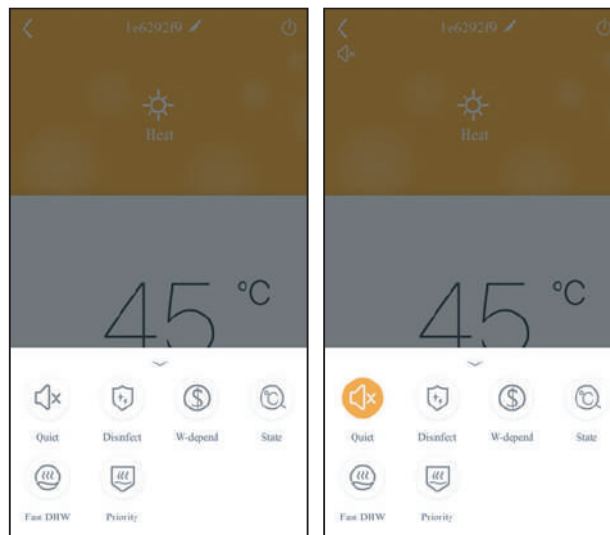 1e6292f9
Heat
45 °C
Quiet
Disinfect
W-depend
State
Fast DHW
Priority
1e6292f9
Heat
45 °C
Quiet
Disinfect
W-depend
State
Fast DHW
Priority